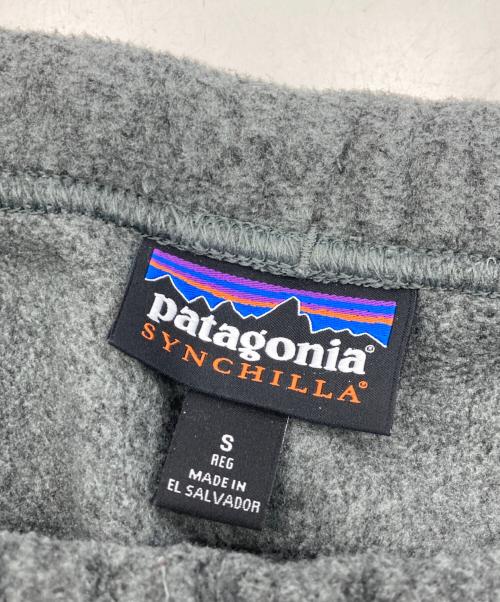 patagonia®
SYNCHILLA®
S
REG
MADE IN
EL SALVADOR